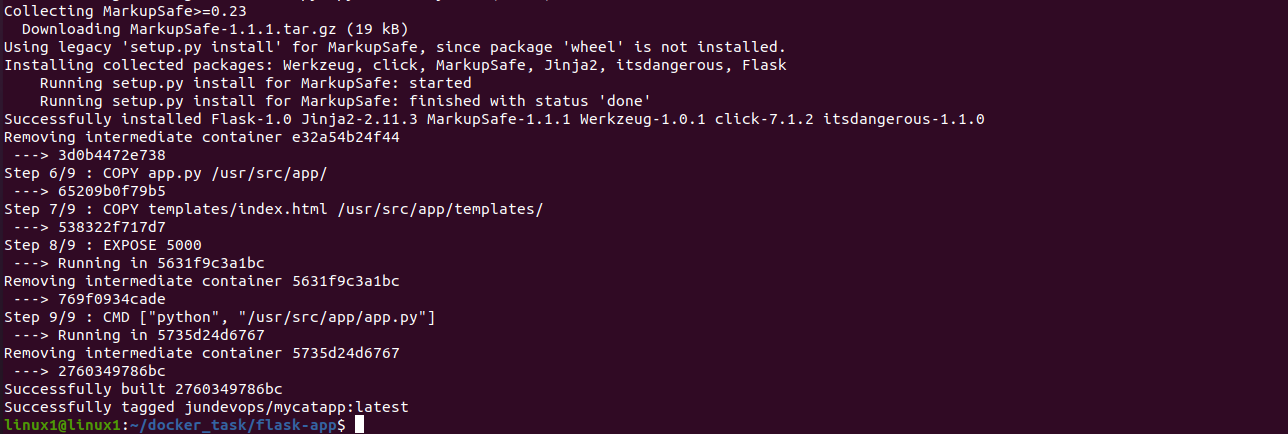 Collecting MarkupSafe>=0.23
  Downloading MarkupSafe-1.1.1.tar.gz (19 kB)
Using legacy 'setup.py install' for MarkupSafe, since package 'wheel' is not installed.
Installing collected packages: Werkzeug, click, MarkupSafe, Jinja2, itsdangerous, Flask
    Running setup.py install for MarkupSafe: started
    Running setup.py install for MarkupSafe: finished with status 'done'
Successfully installed Flask-1.0 Jinja2-2.11.3 MarkupSafe-1.1.1 Werkzeug-1.0.1 click-7.1.2 itsdangerous-1.1.0
Removing intermediate container e32a54b24f44
 ---> 3d0b4472e738
Step 6/9 : COPY app.py /usr/src/app/
 ---> 65209b0f79b5
Step 7/9 : COPY templates/index.html /usr/src/app/templates/
 ---> 538322f717d7
Step 8/9 : EXPOSE 5000
 ---> Running in 5631f9c3a1bc
Removing intermediate container 5631f9c3a1bc
 ---> 769f0934cade
Step 9/9 : CMD ["python", "/usr/src/app/app.py"]
 ---> Running in 5735d24d6767
Removing intermediate container 5735d24d6767
 ---> 2760349786bc
Successfully built 2760349786bc
Successfully tagged jundevops/mycatapp:latest
linux1@linux1:~/docker_task/flask-app$